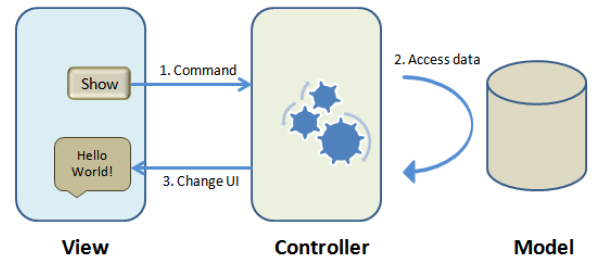 1. Command
2. Access data
Show
Hello
World!
3. Change UI
View
Controller
Model